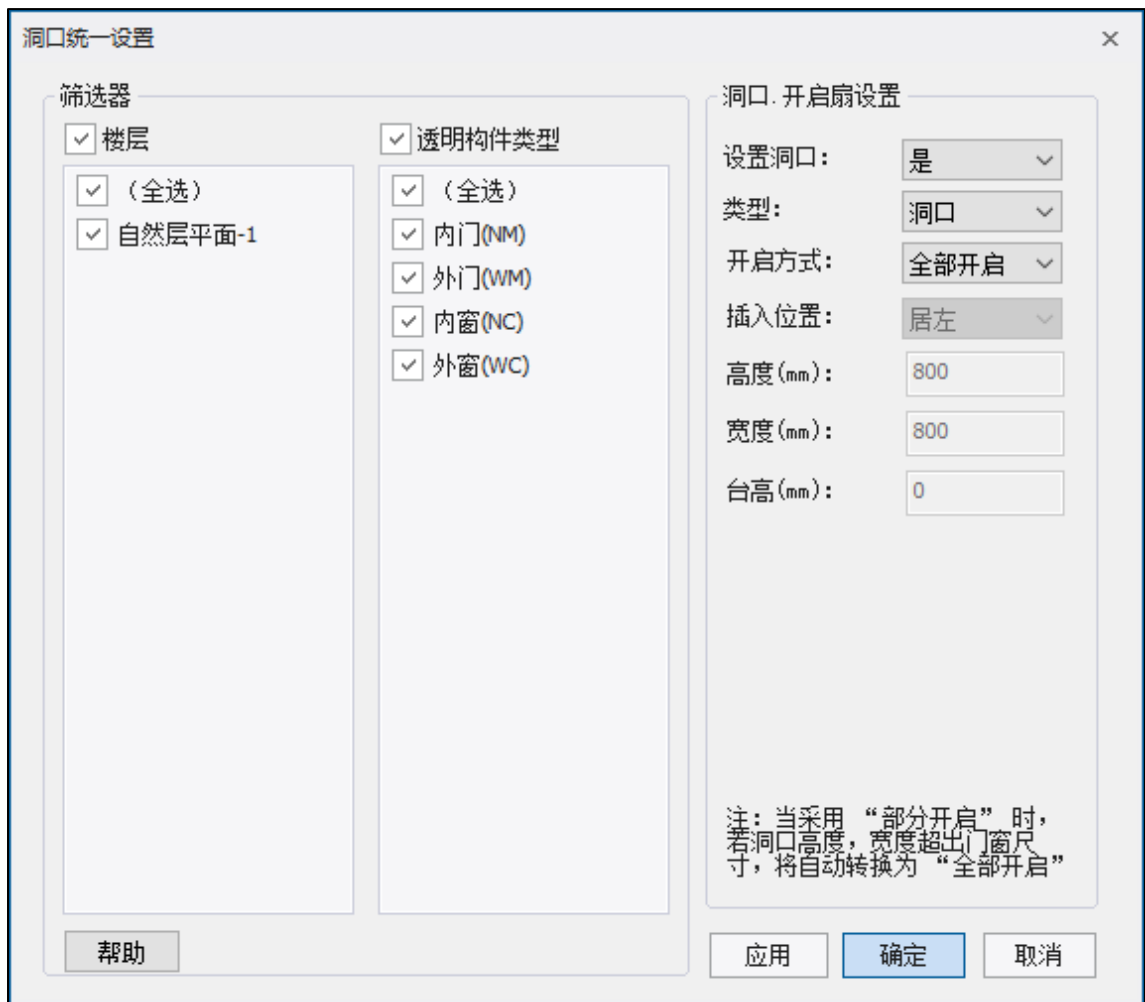 洞口统一设置
筛选器
楼层
（全选）
自然层平面-1
透明构件类型
（全选）
内门(NM)
外门(WM)
内窗(NC)
外窗(WC)
帮助
洞口.开启扇设置
设置洞口： 是
类型： 洞口
开启方式： 全部开启
插入位置： 居左
高度(mm)： 800
宽度(mm)： 800
台高(mm)： 0
注：当采用“部分开启”时，
若洞口高度，宽度超出门窗尺
寸，将自动转换为“全部开启”
应用 确定 取消